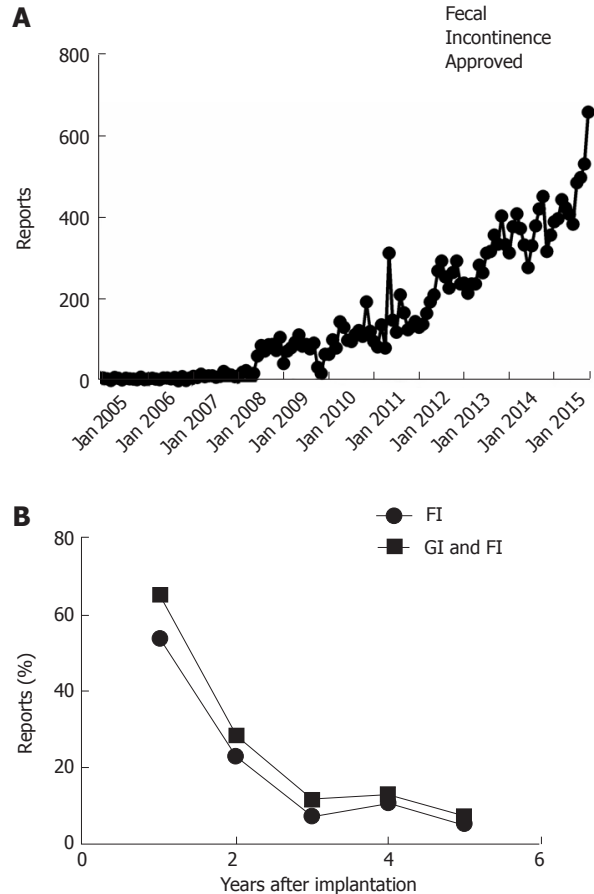 A
Fecal
Incontinence
Approved
800
600
400
200
0
Reports
Jan 2005
Jan 2006
Jan 2007
Jan 2008
Jan 2009
Jan 2010
Jan 2011
Jan 2012
Jan 2013
Jan 2014
Jan 2015
B
FI
GI and FI
80
60
40
20
0
Reports (%)
0 2 4 6
Years after implantation